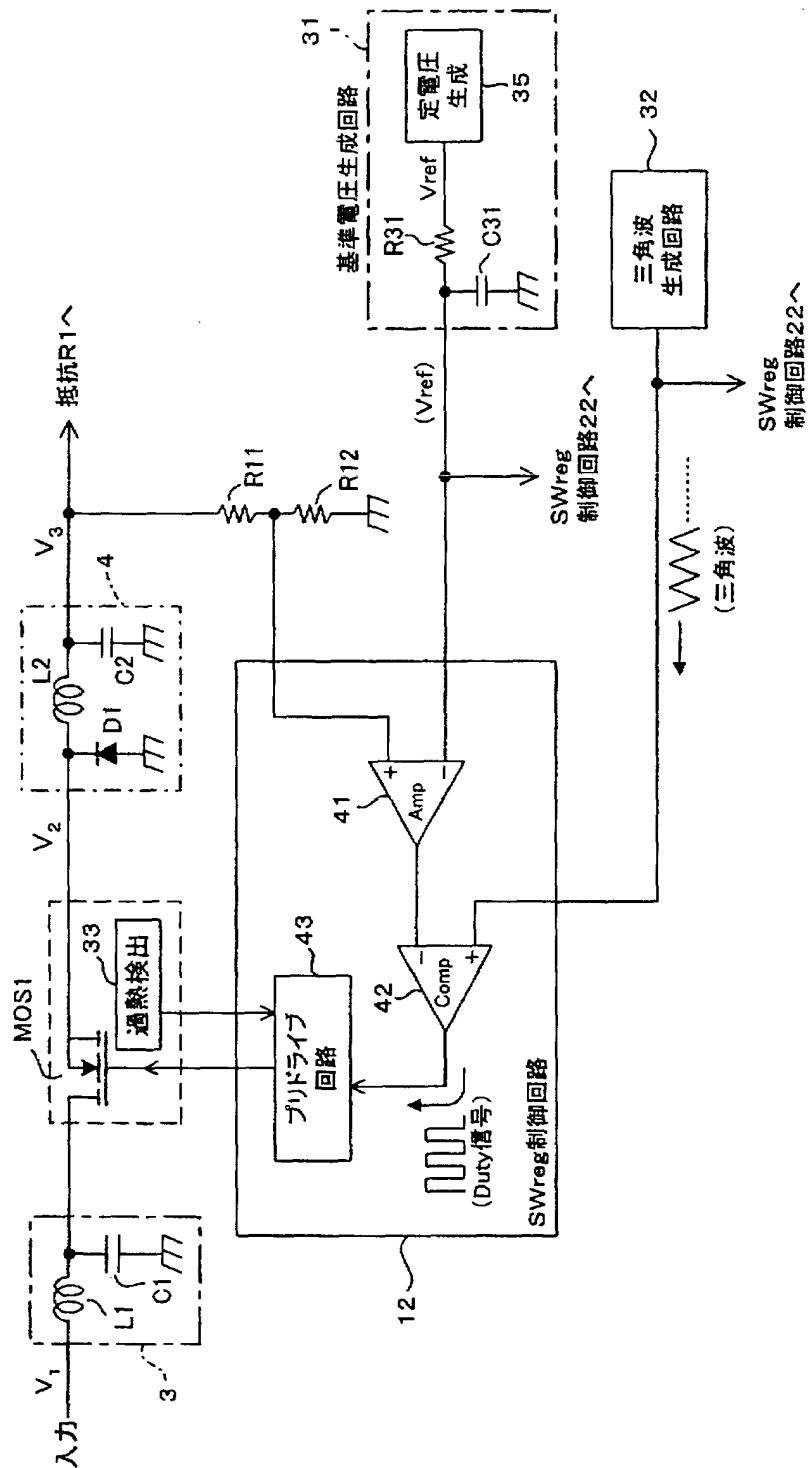 入力
V1
3
L1
C1
MOS1
33
過熱検出
V2
4
D1
L2
C2
V3
抵抗R1へ
R11
R12
12
SWreg制御回路
プリドライブ
回路
43
(Duty信号)
42
Comp
-
+
41
Amp
+
-
(Vref)
SWreg
制御回路22へ
基準電圧生成回路
31
R31
C31
Vref
定電圧
生成
35
三角波
生成回路
32
(三角波)
SWreg
制御回路22へ